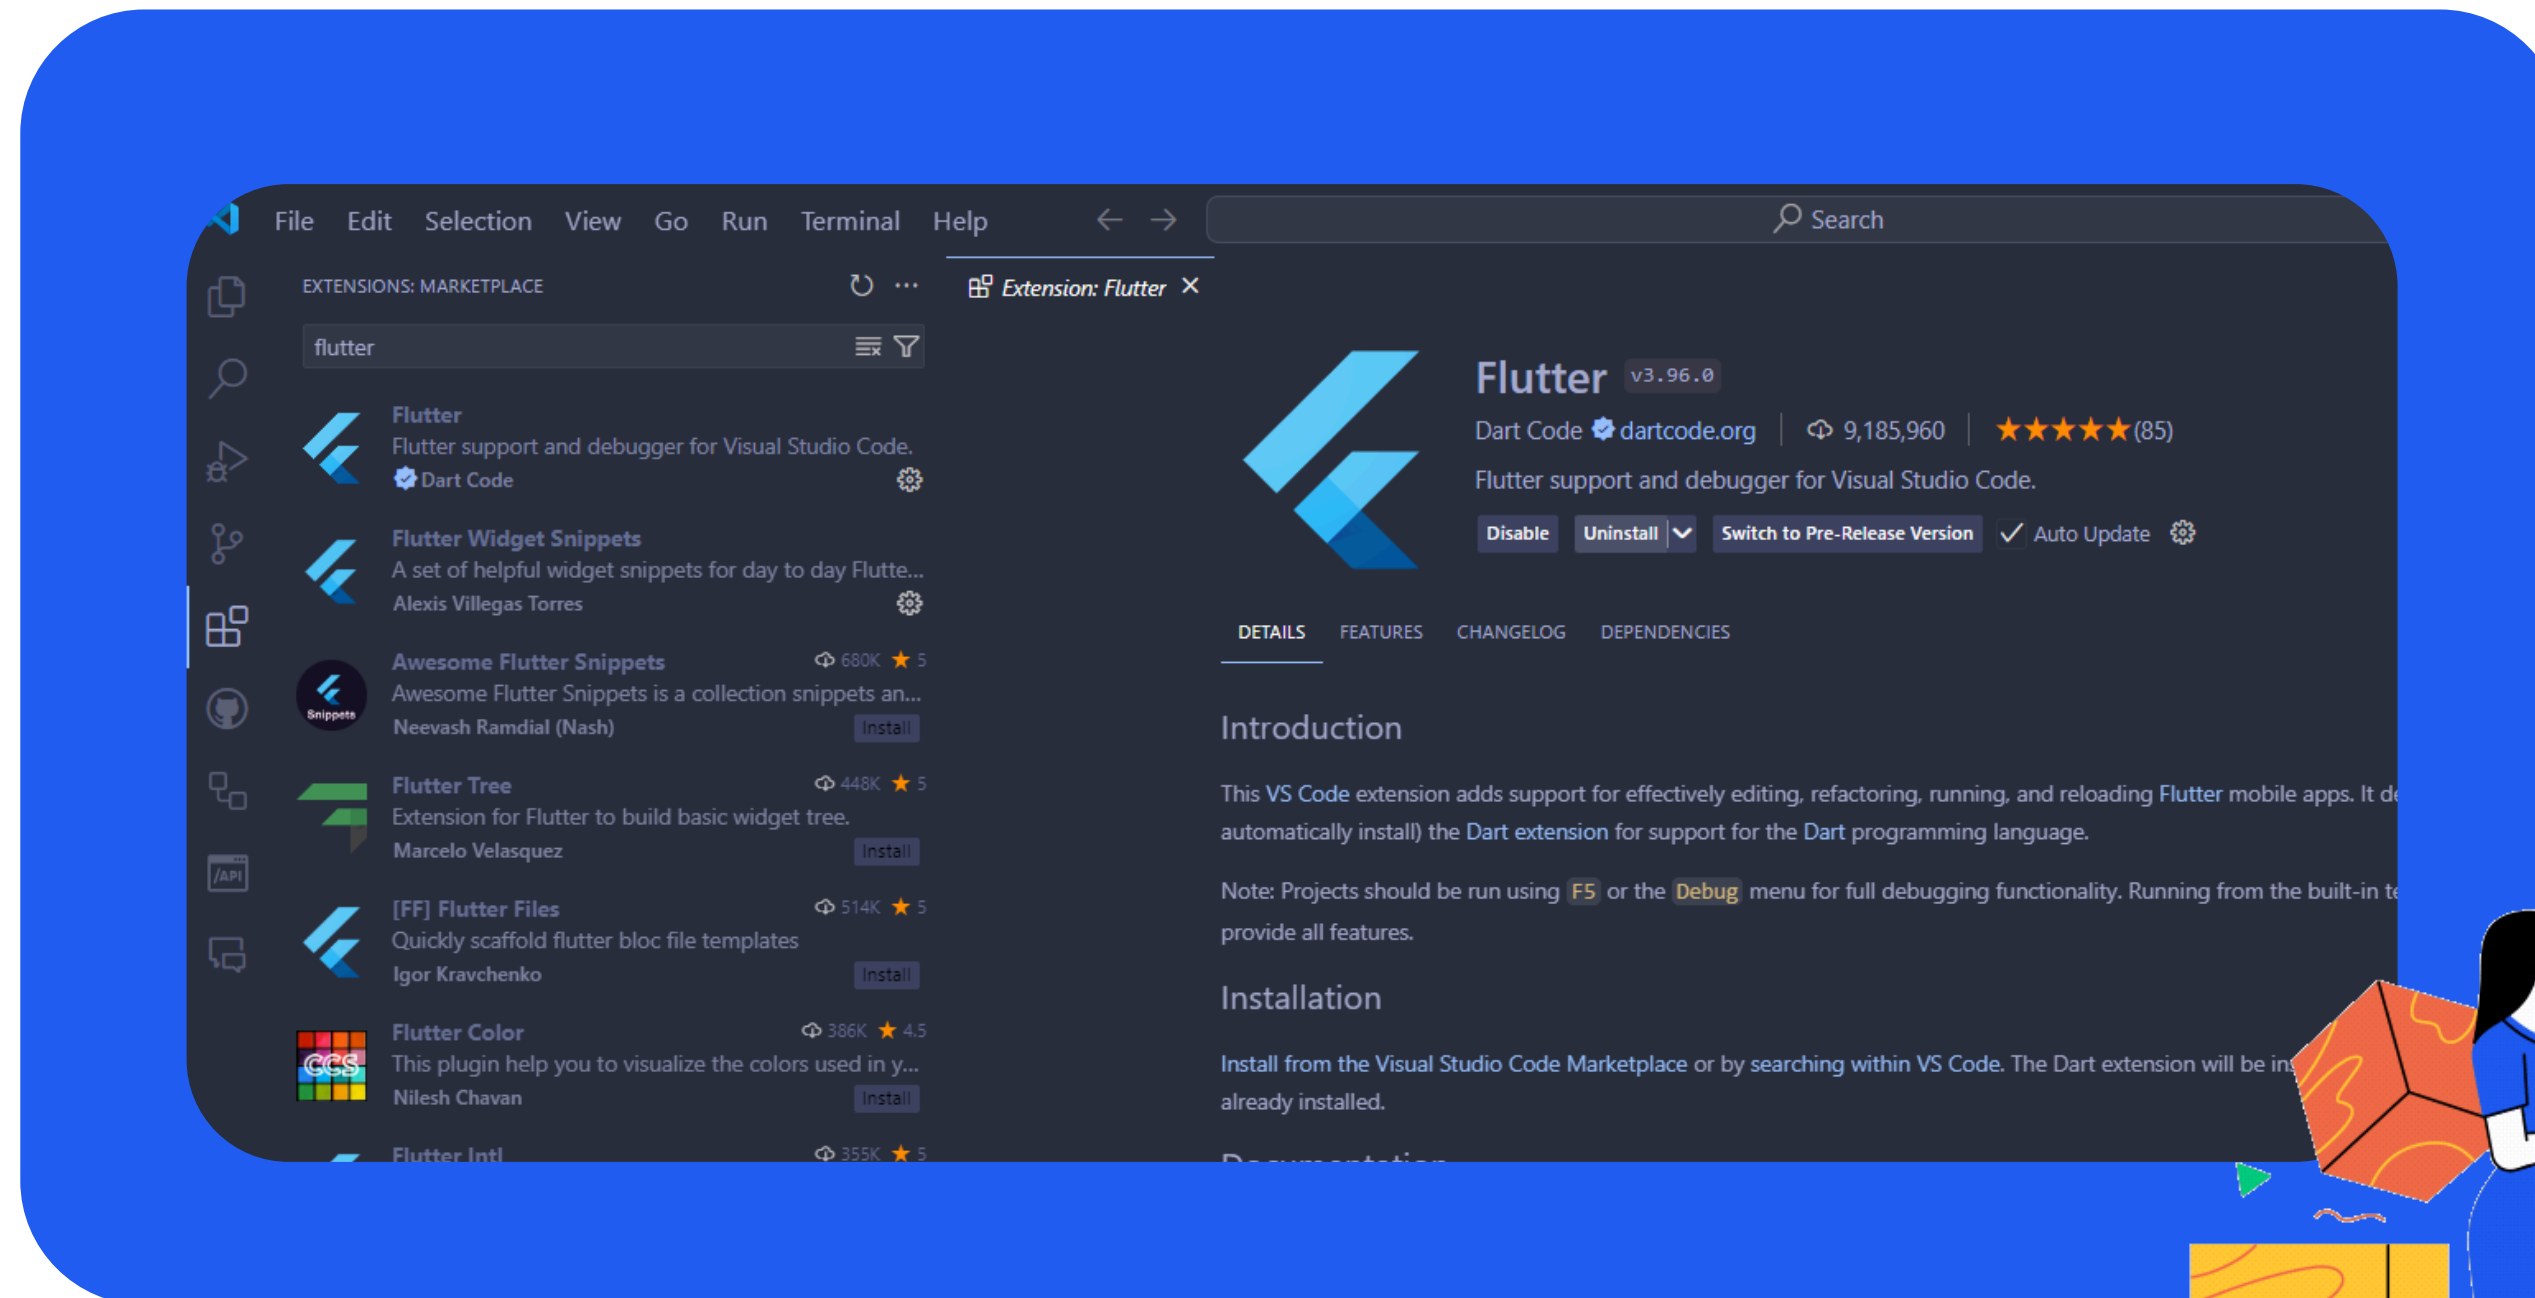 File Edit Selection View Go Run Terminal Help
Search
EXTENSIONS: MARKETPLACE
flutter
Flutter
Flutter support and debugger for Visual Studio Code.
Dart Code
Flutter Widget Snippets
A set of helpful widget snippets for day to day Flutte...
Alexis Villegas Torres
Snippets
Awesome Flutter Snippets 680K 5
Awesome Flutter Snippets is a collection snippets an...
Neevash Ramdial (Nash) Install
Flutter Tree 448K 5
Extension for Flutter to build basic widget tree.
Marcelo Velasquez Install
[FF] Flutter Files 514K 5
Quickly scaffold flutter bloc file templates
Igor Kravchenko Install
CCS
Flutter Color 386K 4.5
This plugin help you to visualize the colors used in y...
Nilesh Chavan Install
Flutter Intl 355K 5
/API
Extension: Flutter
Flutter v3.96.0
Dart Code dartcode.org 9,185,960 (85)
Flutter support and debugger for Visual Studio Code.
Disable Uninstall Switch to Pre-Release Version Auto Update
DETAILS FEATURES CHANGELOG DEPENDENCIES
Introduction
This VS Code extension adds support for effectively editing, refactoring, running, and reloading Flutter mobile apps. It
automatically install) the Dart extension for support for the Dart programming language.
Note: Projects should be run using F5 or the Debug menu for full debugging functionality. Running from the built-in
provide all features.
Installation
Install from the Visual Studio Code Marketplace or by searching within VS Code. The Dart extension will be
already installed.
Documentation